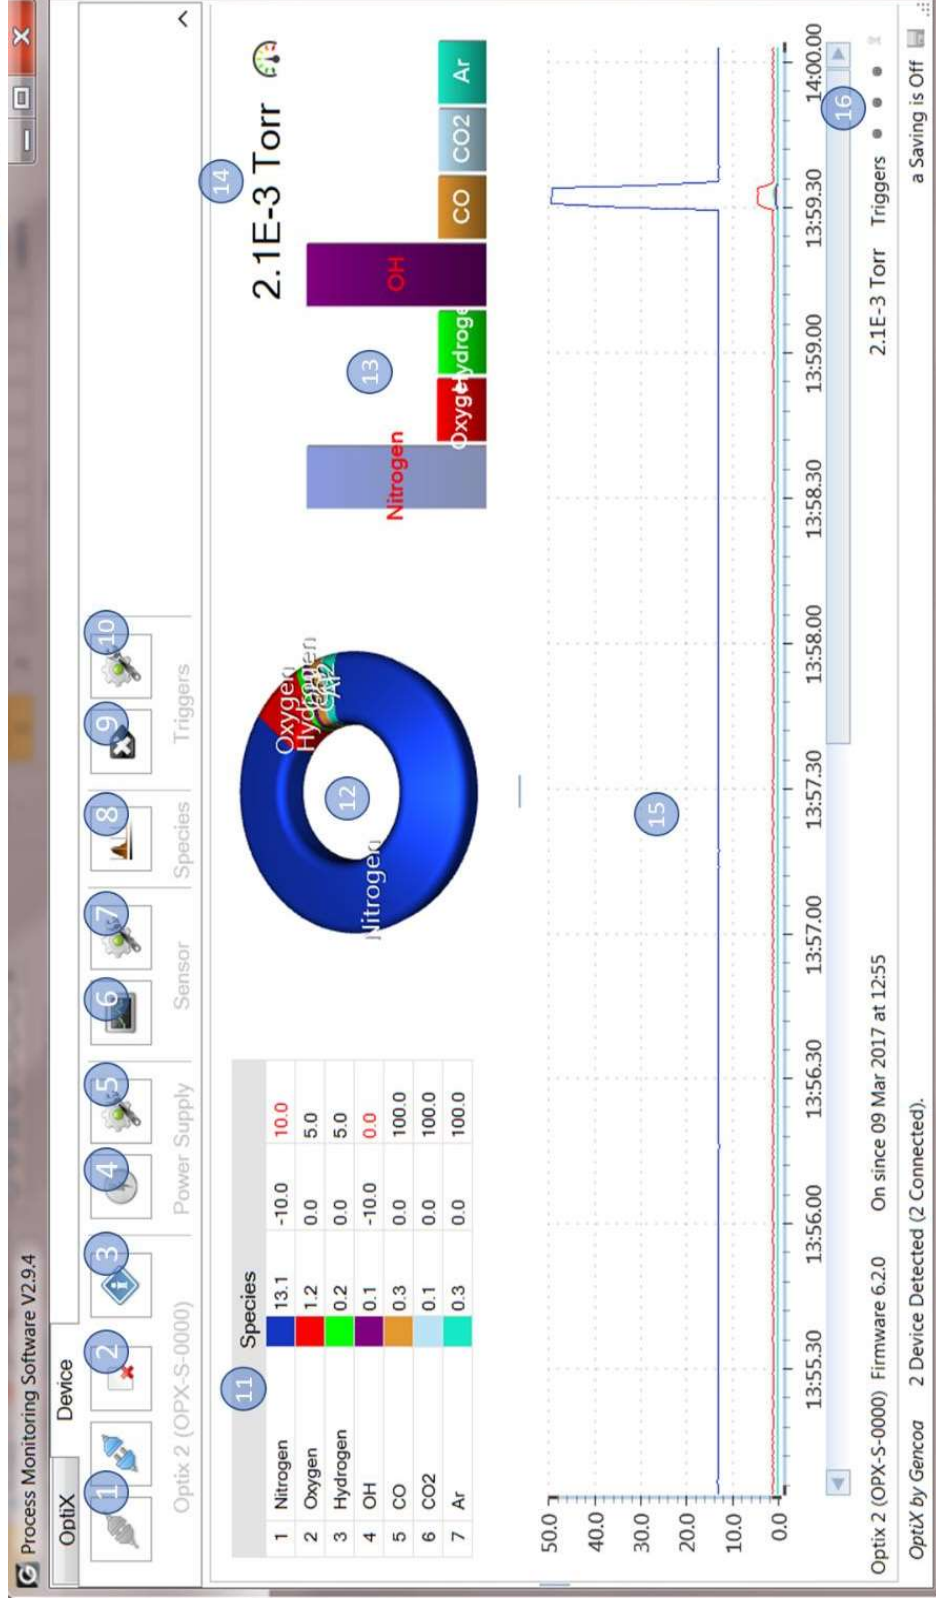 Process Monitoring Software V2.9.4
OptiX Device
1 2 3 4 5 6 7 8 9 10
Optix 2 (OPX-S-0000) Power Supply Sensor Species Triggers
11 Species
1 Nitrogen 13.1 -10.0 10.0
2 Oxygen 1.2 0.0 5.0
3 Hydrogen 0.2 0.0 5.0
4 OH 0.1 -10.0 0.0
5 CO 0.3 0.0 100.0
6 CO2 0.1 0.0 100.0
7 Ar 0.3 0.0 100.0
Nitrogen
Oxygen
Hydrogen
Ar
12
14
2.1E-3 Torr
13
Nitrogen Oxyge Hydroge OH CO CO2 Ar
50.0
40.0
30.0
20.0
10.0
0.0
15
13:55.30 13:56.00 13:56.30 13:57.00 13:57.30 13:58.00 13:58.30 13:59.00 13:59.30 14:00.00
16
Optix 2 (OPX-S-0000) Firmware 6.2.0 On since 09 Mar 2017 at 12:55 2.1E-3 Torr Triggers
OptiX by Gencoa 2 Device Detected (2 Connected). a Saving is Off